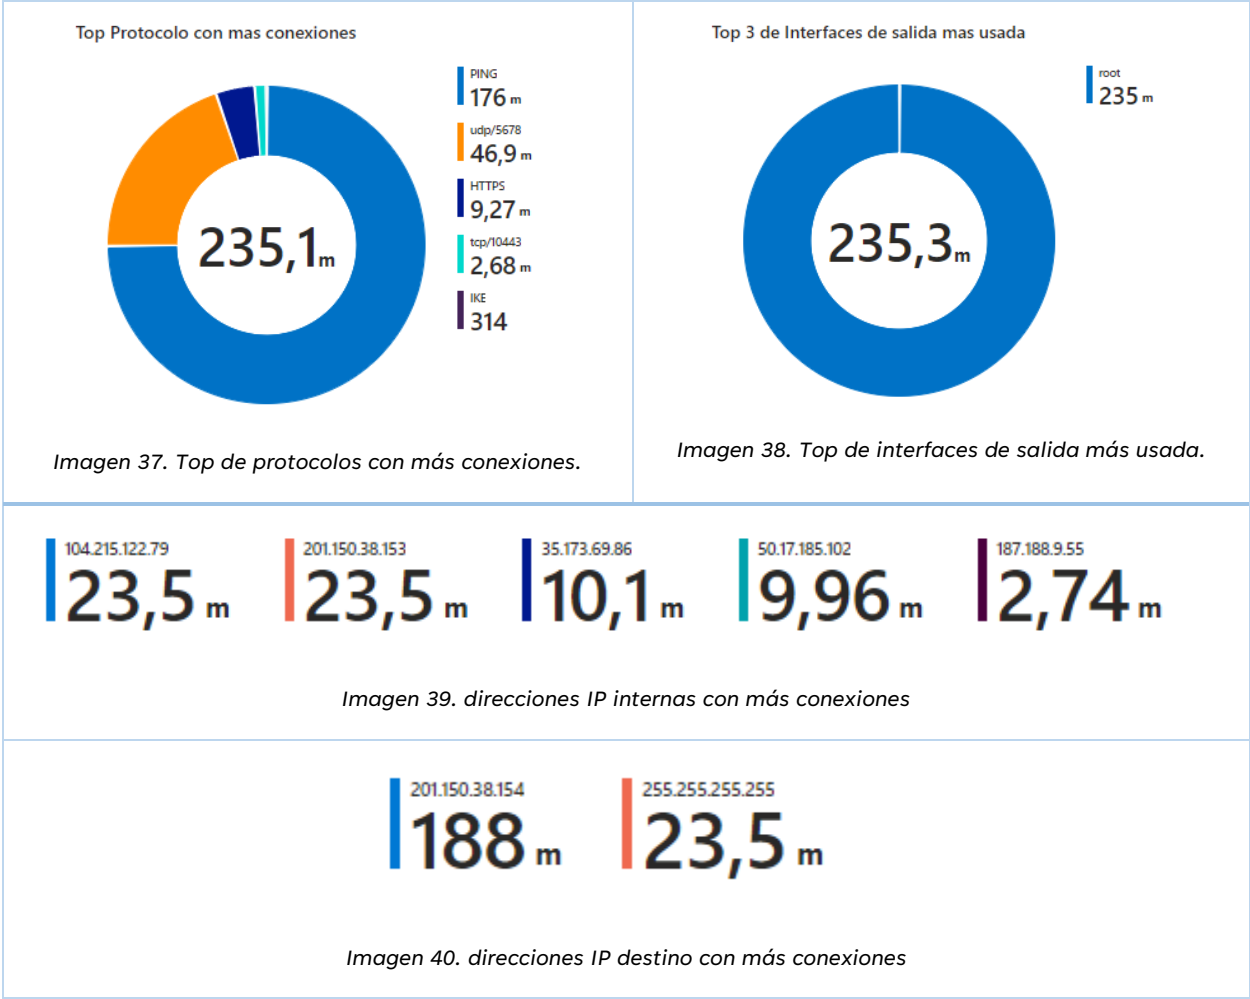 Top Protocolo con mas conexiones
PING
176 m
udp/5678
46,9 m
HTTPS
9,27 m
tcp/10443
2,68 m
IKE
314
235,1m
Imagen 37. Top de protocolos con más conexiones.
Top 3 de Interfaces de salida mas usada
root
235 m
235,3m
Imagen 38. Top de interfaces de salida más usada.
104.215.122.79
23,5 m
201.150.38.153
23,5 m
35.173.69.86
10,1 m
50.17.185.102
9,96 m
187.188.9.55
2,74 m
Imagen 39. direcciones IP internas con más conexiones
201.150.38.154
188 m
255.255.255.255
23,5 m
Imagen 40. direcciones IP destino con más conexiones